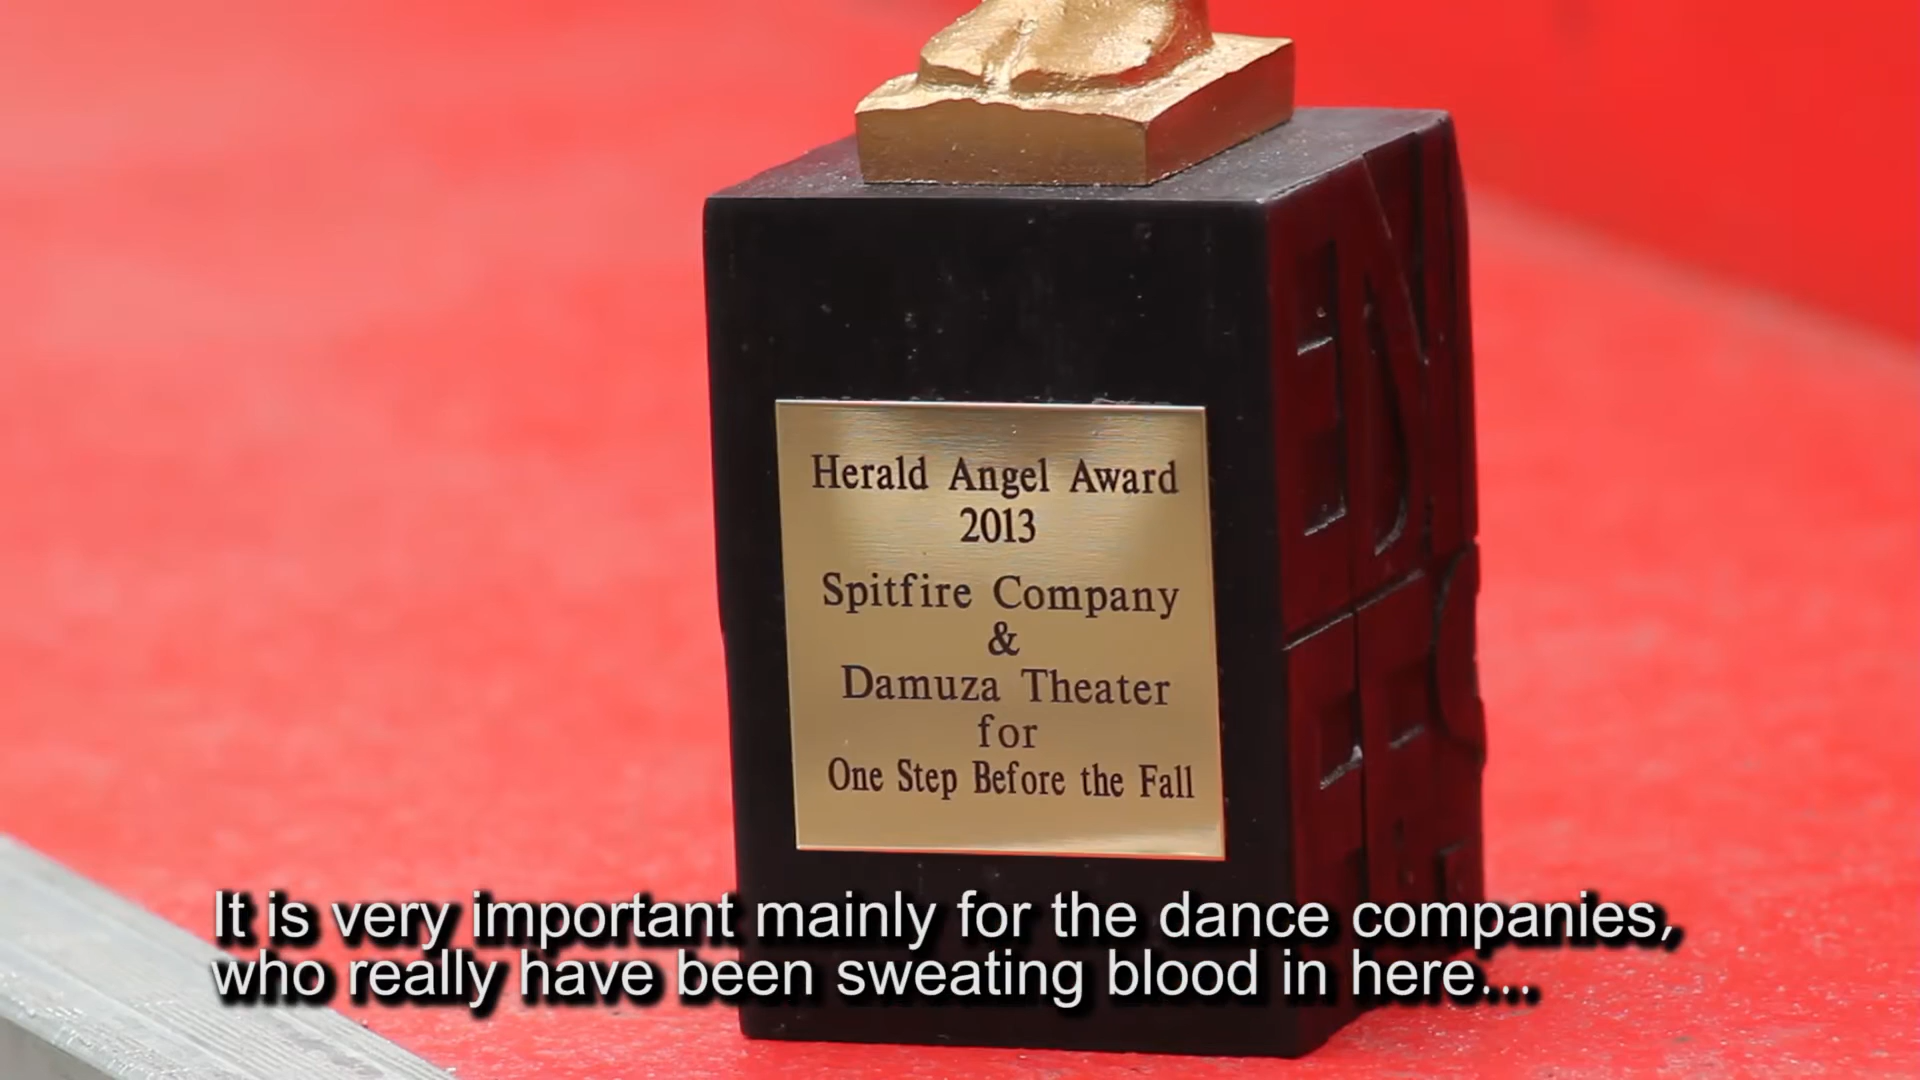 Herald Angel Award
2013
Spitfire Company
&
Damuza Theater
for
One Step Before the Fall
It is very important mainly for the dance companies,
who really have been sweating blood in here...